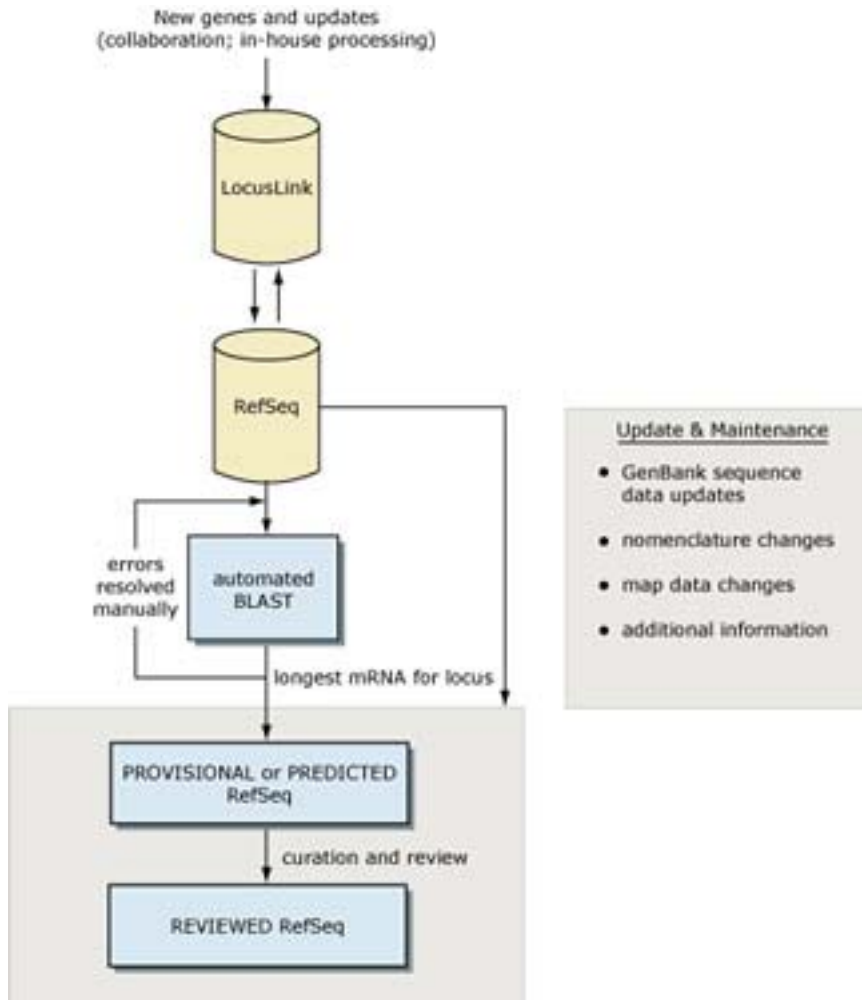 New genes and updates
(collaboration; in-house processing)
LocusLink
RefSeq
errors
resolved
manually
automated
BLAST
longest mRNA for locus
PROVISIONAL or PREDICTED
RefSeq
curation and review
REVIEWED RefSeq
Update & Maintenance
● GenBank sequence
data updates
● nomenclature changes
● map data changes
● additional information